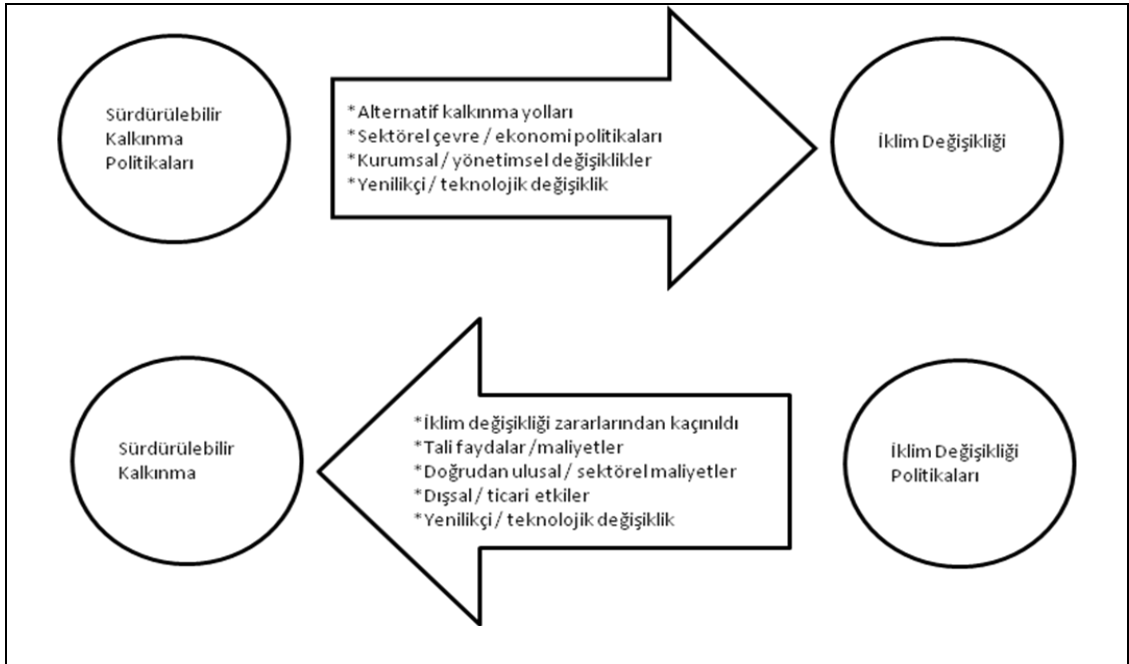 Sürdürülebilir
Kalkınma
Politikaları
*Alternatif kalkınma yolları
*Sektörel çevre / ekonomi politikaları
*Kurumsal / yönetimsel değişiklikler
*Yenilikçi / teknolojik değişiklik
İklim Değişikliği
Sürdürülebilir
Kalkınma
*İklim değişikliği zararlarından kaçınıldı
*Tali faydalar /maliyetler
*Doğrudan ulusal / sektörel maliyetler
*Dışsal / ticari etkiler
*Yenilikçi / teknolojik değişiklik
İklim Değişikliği
Politikaları